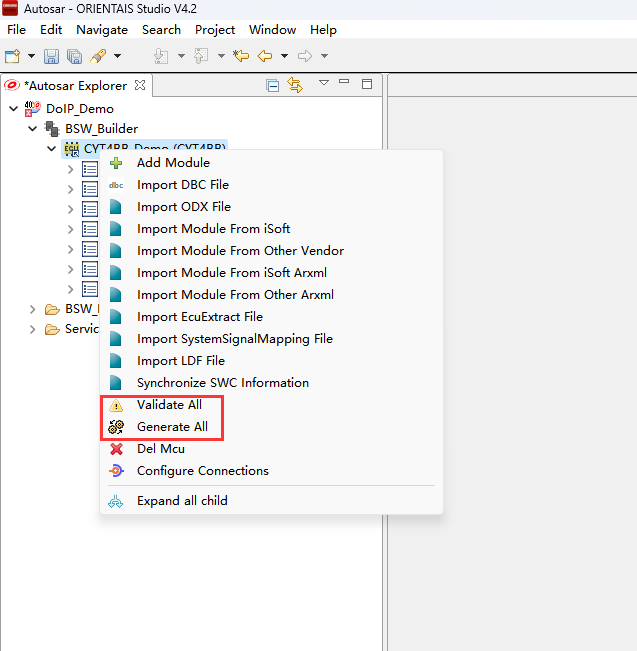 Autosar - ORIENTAIS Studio V4.2
File Edit Navigate Search Project Run Window Help
*Autosar Explorer
DoIP_Demo
BSW_Builder
CYT4BB_Demo (CYT4BB)
Add Module
dbc Import DBC File
Import ODX File
Import Module From iSoft
Import Module From Other Vendor
Import Module From iSoft Arxml
Import Module From Other Arxml
BSW_
Import EcuExtract File
Servic
Import SystemSignalMapping File
Import LDF File
Synchronize SWC Information
Validate All
Generate All
Del Mcu
Configure Connections
Expand all child